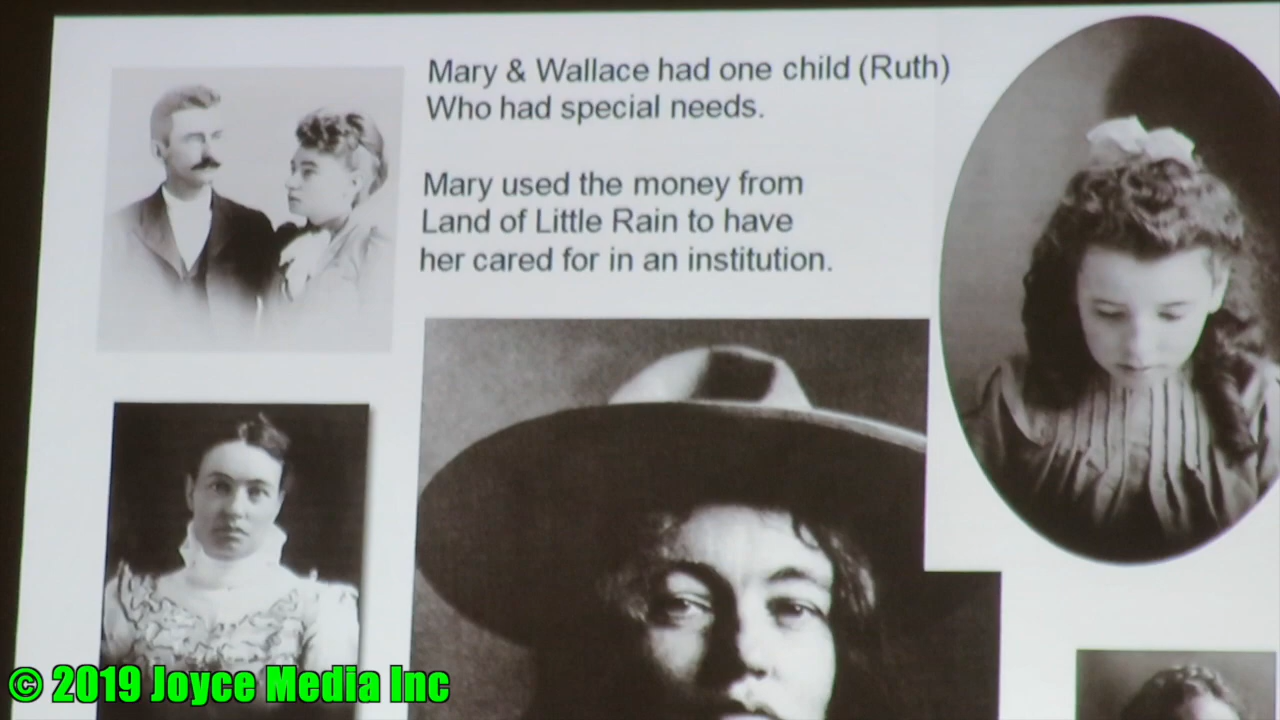 Mary & Wallace had one child (Ruth)
Who had special needs.
Mary used the money from
Land of Little Rain to have
her cared for in an institution.
© 2019 Joyce Media Inc